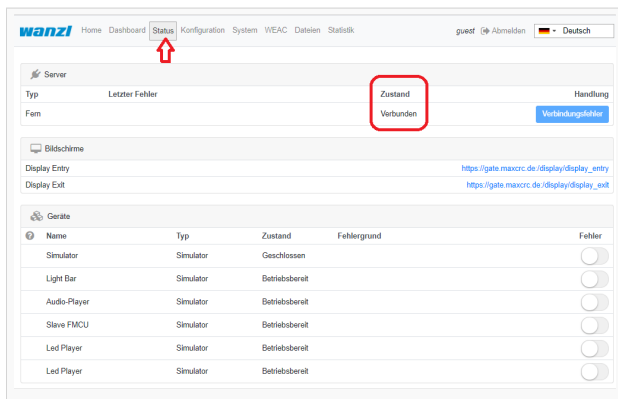 wanzl Home Dashboard Status Konfiguration System WEAC Dateien Statistik guest Abmelden Deutsch
Server
Typ Letzter Fehler Zustand Handlung
Fern Verbunden Verbindungsfehler
Bildschirme
Display Entry https://gate.maxcrc.de:/display/display_entry
Display Exit https://gate.maxcrc.de:/display/display_exit
Geräte
? Name Typ Zustand Fehlergrund Fehler
Simulator Simulator Geschlossen
Light Bar Simulator Betriebsbereit
Audio-Player Simulator Betriebsbereit
Slave FMCU Simulator Betriebsbereit
Led Player Simulator Betriebsbereit
Led Player Simulator Betriebsbereit